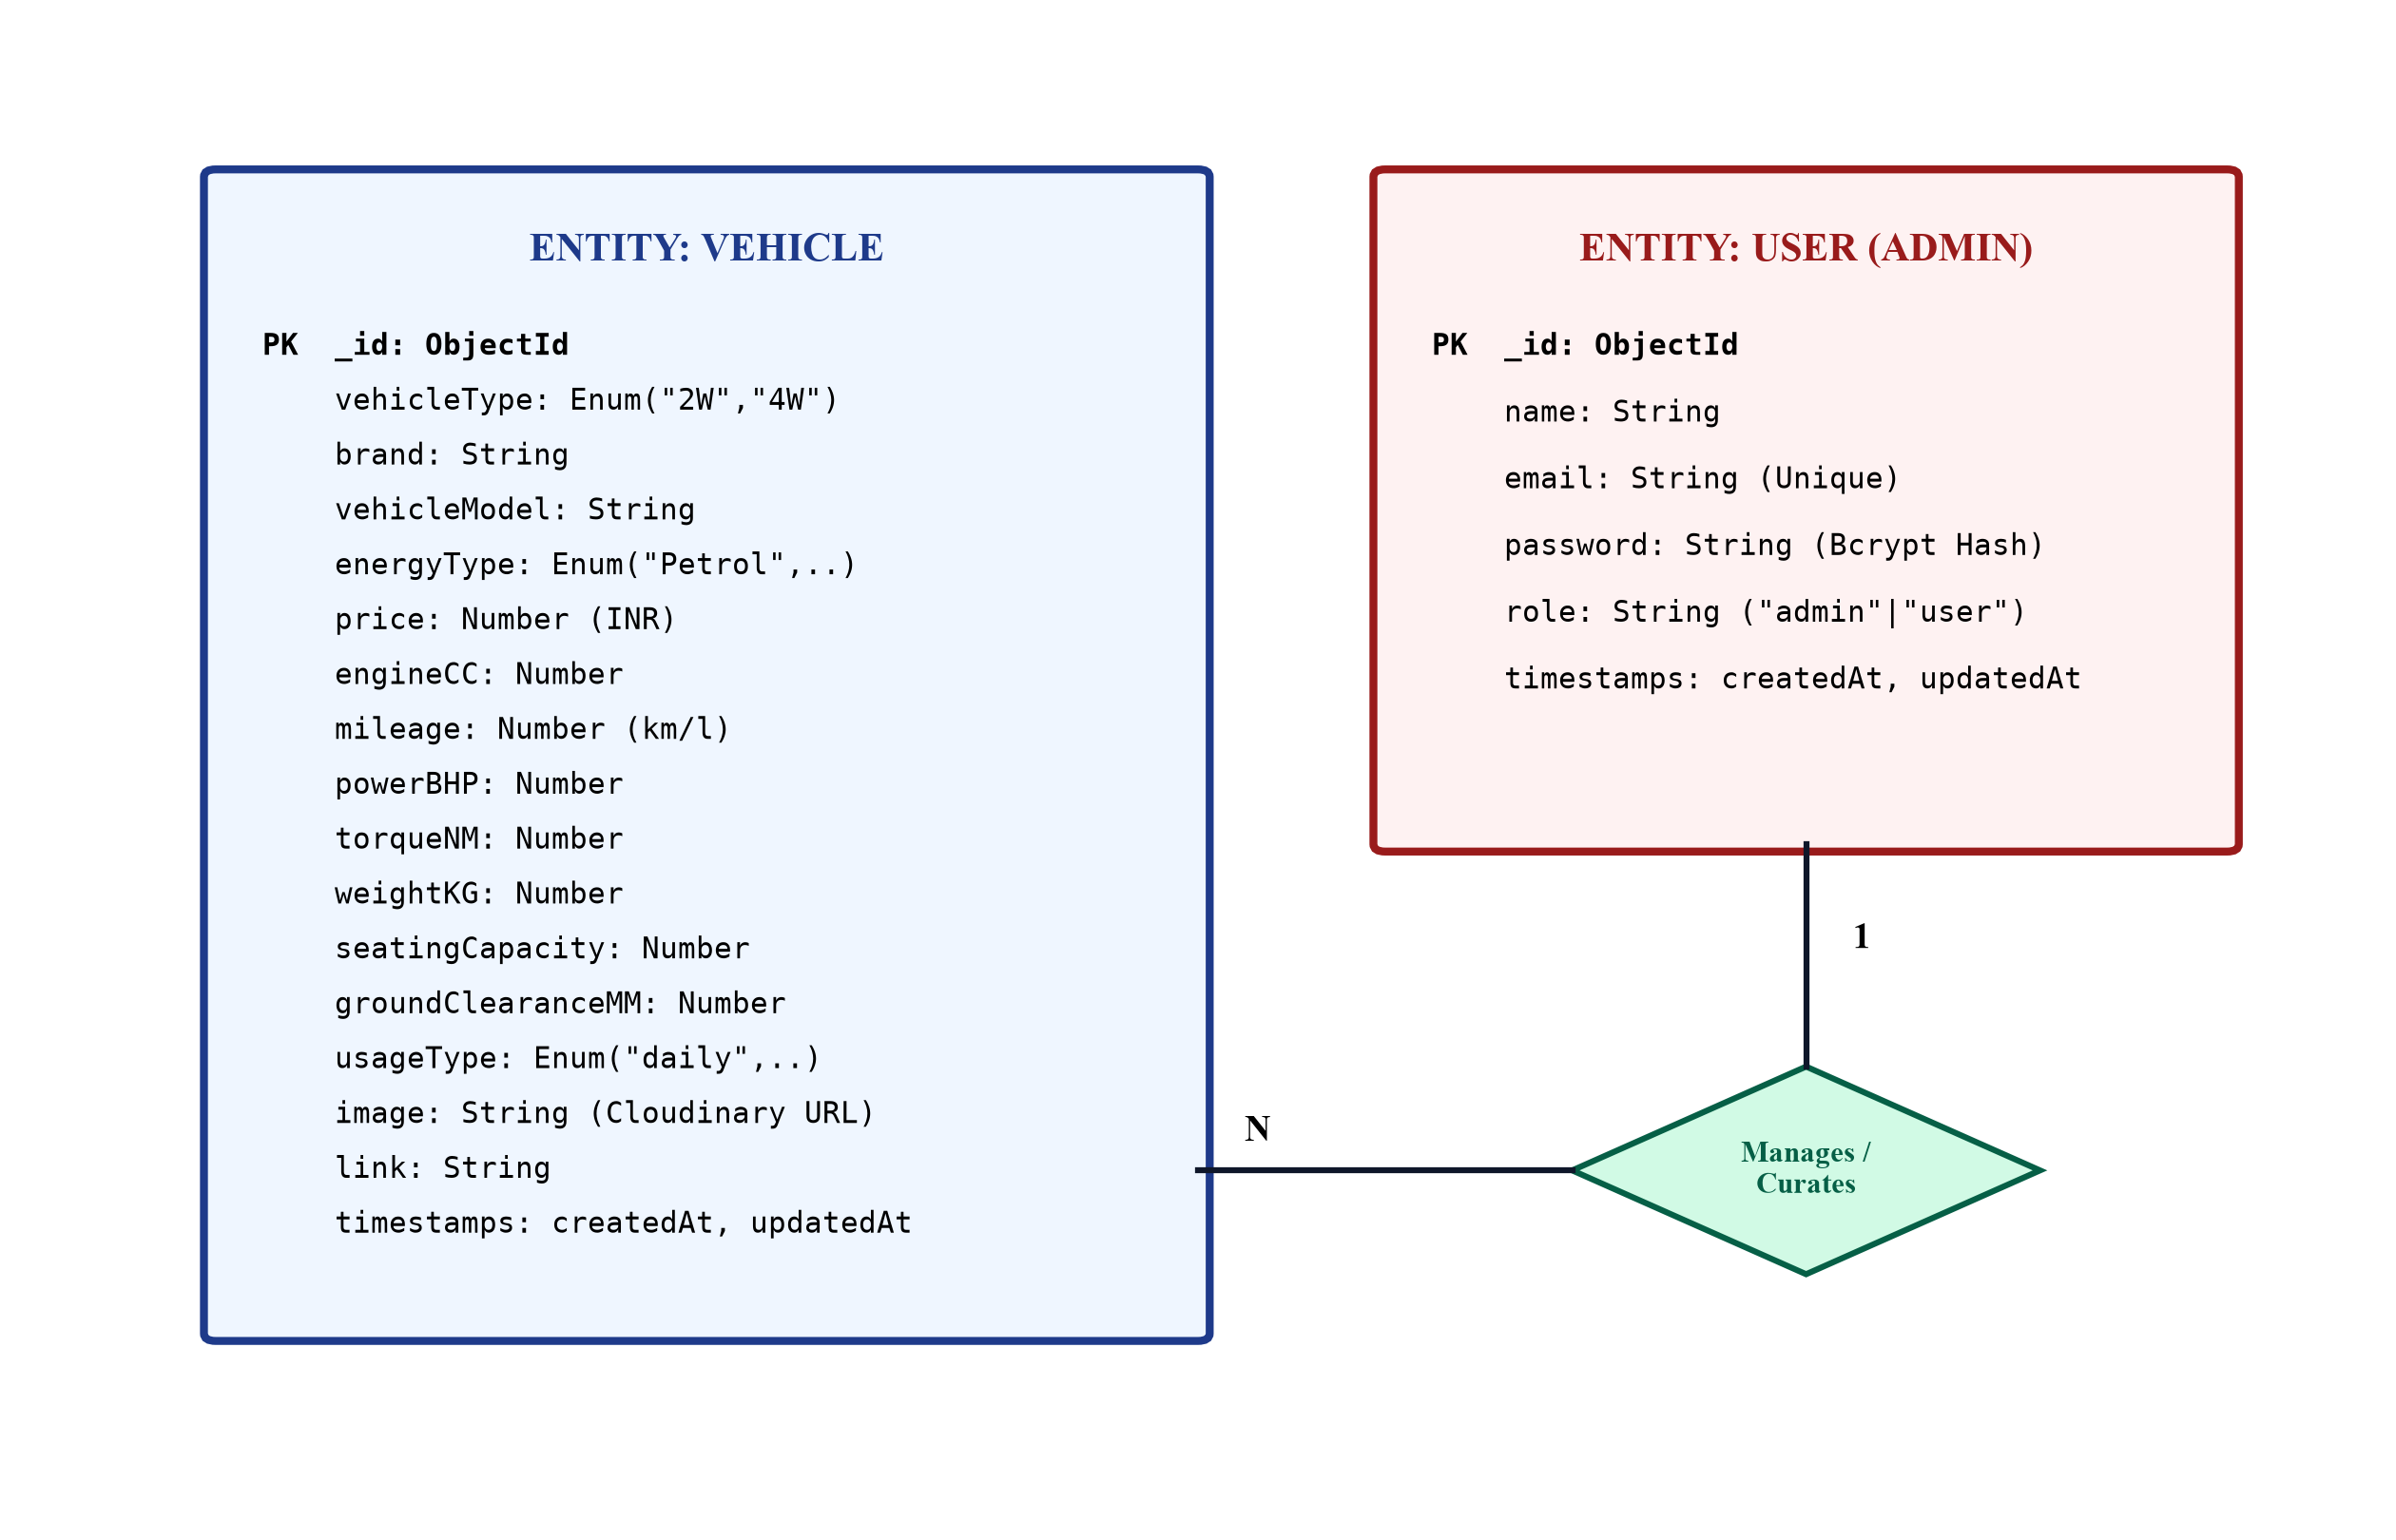 ENTITY: VEHICLE
PK  _id: ObjectId
vehicleType: Enum("2W","4W")
brand: String
vehicleModel: String
energyType: Enum("Petrol",..)
price: Number (INR)
engineCC: Number
mileage: Number (km/l)
powerBHP: Number
torqueNM: Number
weightKG: Number
seatingCapacity: Number
groundClearanceMM: Number
usageType: Enum("daily",..)
image: String (Cloudinary URL)
link: String
timestamps: createdAt, updatedAt
ENTITY: USER (ADMIN)
PK  _id: ObjectId
name: String
email: String (Unique)
password: String (Bcrypt Hash)
role: String ("admin"|"user")
timestamps: createdAt, updatedAt
1
N
Manages /
Curates